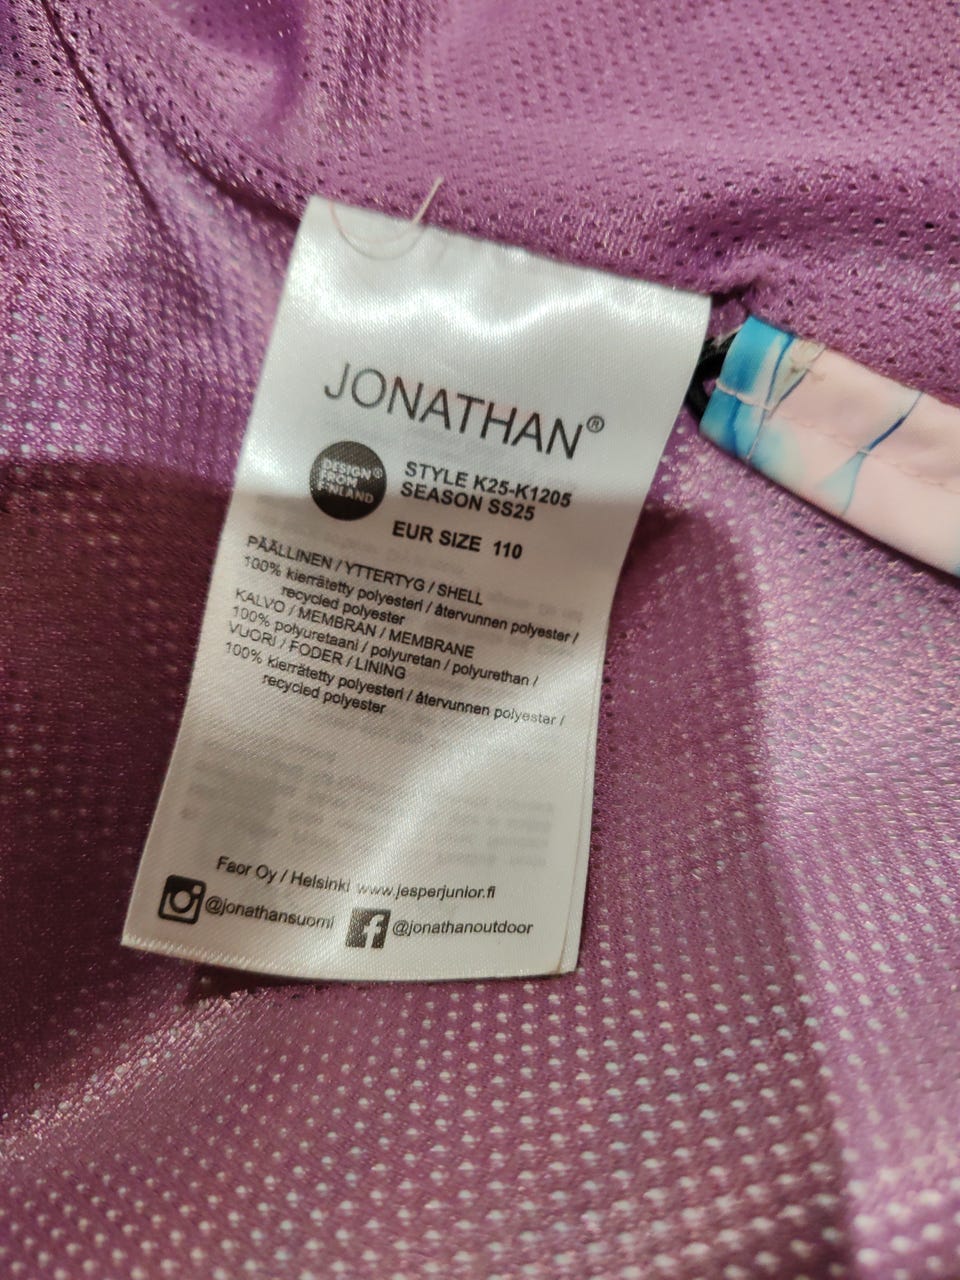 JONATHAN®
DESIGN®
FROM
FINLAND
STYLE K25-K1205
SEASON SS25
EUR SIZE 110
PÄÄLLINEN / YTTERTYG / SHELL
100% kierrätetty polyesteri / återvunnen polyester /
recycled polyester
KALVO / MEMBRAN / MEMBRANE
100% polyuretaani / polyuretan / polyurethan /
VUORI / FODER / LINING
100% kierrätetty polyesteri / återvunnen polyester /
recycled polyester
Faor Oy / Helsinki www.jesperjunior.fi
@jonathansuomi @jonathanoutdoor